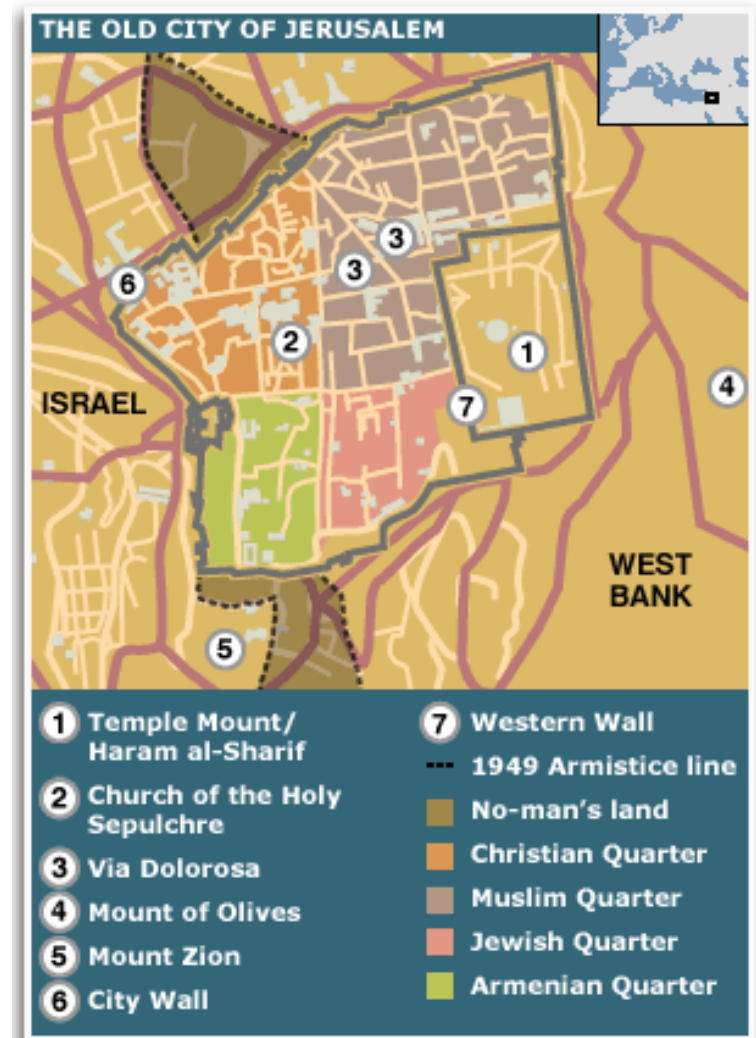 THE OLD CITY OF JERUSALEM
3
6
3
2
1
ISRAEL
7
4
WEST
BANK
5
1 Temple Mount/
Haram al-Sharif
2 Church of the Holy
Sepulchre
3 Via Dolorosa
4 Mount of Olives
5 Mount Zion
6 City Wall
7 Western Wall
1949 Armistice line
No-man's land
Christian Quarter
Muslim Quarter
Jewish Quarter
Armenian Quarter